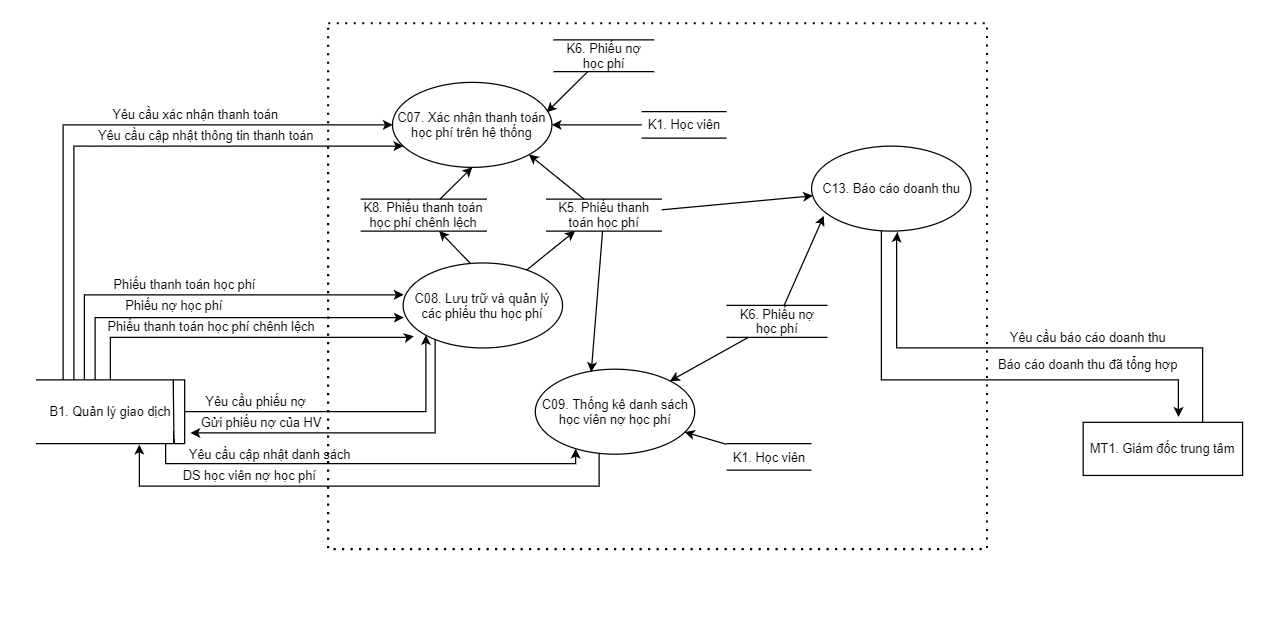 K6. Phiếu nợ
học phí
Yêu cầu xác nhận thanh toán
C07. Xác nhận thanh toán
học phí trên hệ thống
K1. Học viên
Yêu cầu cập nhật thông tin thanh toán
C13. Báo cáo doanh thu
K8. Phiếu thanh toán
học phí chênh lệch
K5. Phiếu thanh
toán học phí
Phiếu thanh toán học phí
Phiếu nợ học phí
Phiếu thanh toán học phí chênh lệch
C08. Lưu trữ và quản lý
các phiếu thu học phí
K6. Phiếu nợ
học phí
Yêu cầu báo cáo doanh thu
Báo cáo doanh thu đã tổng hợp
B1. Quản lý giao dịch
Yêu cầu phiếu nợ
Gửi phiếu nợ của HV
C09. Thống kê danh sách
học viên nợ học phí
Yêu cầu cập nhật danh sách
DS học viên nợ học phí
K1. Học viên
MT1. Giám đốc trung tâm